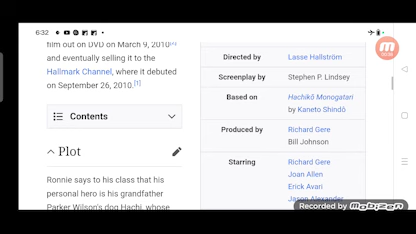 6:32
film out on DVD on March 9, 2010
and eventually selling it to the
Hallmark Channel, where it debuted
on September 26, 2010.[1]
Contents
Plot
Ronnie says to his class that his
personal hero is his grandfather
Parker Wilson's dog Hachi, whose
Directed by Lasse Hallström
Screenplay by Stephen P. Lindsey
Based on Hachikō Monogatari
by Kaneto Shindō
Produced by Richard Gere
Bill Johnson
Starring Richard Gere
Joan Allen
Erick Avari
Jason Alexander
Recorded by Mobizen